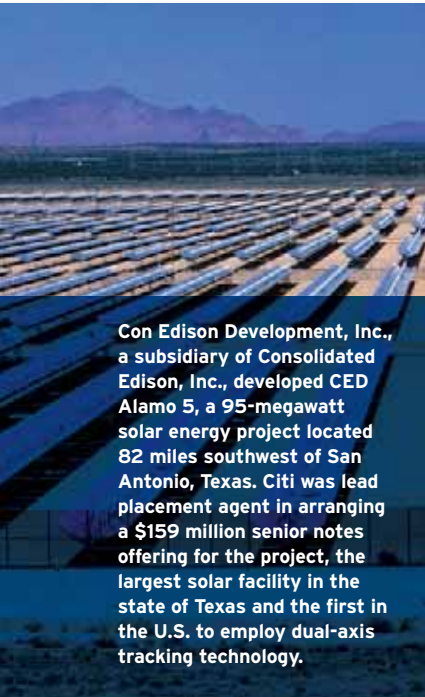 Con Edison Development, Inc.,
a subsidiary of Consolidated
Edison, Inc., developed CED
Alamo 5, a 95-megawatt
solar energy project located
82 miles southwest of San
Antonio, Texas. Citi was lead
placement agent in arranging
a $159 million senior notes
offering for the project, the
largest solar facility in the
state of Texas and the first in
the U.S. to employ dual-axis
tracking technology.